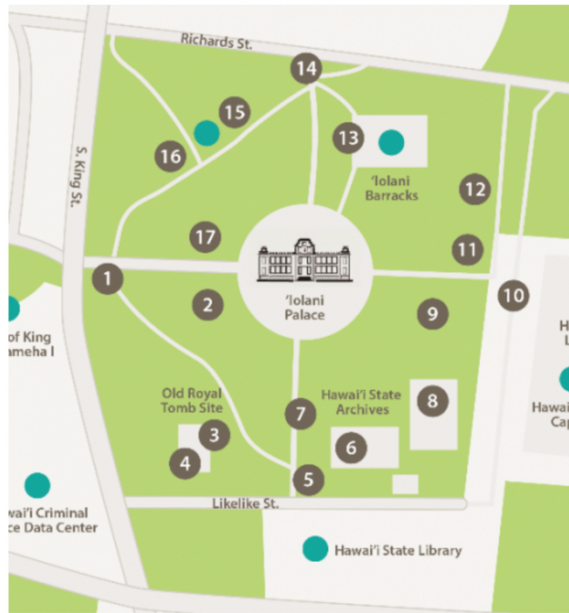 Richards St.
14
15
13
16
'Iolani
Barracks
S. King St.
12
17
11
1
2
'Iolani
Palace
10
9
of King
ameha I
Old Royal
Tomb Site
3
4
7
Hawai'i State
Archives
8
6
5
Likelike St.
H
L
Hawai
Cap
wai'i Criminal
ce Data Center
Hawai'i State Library